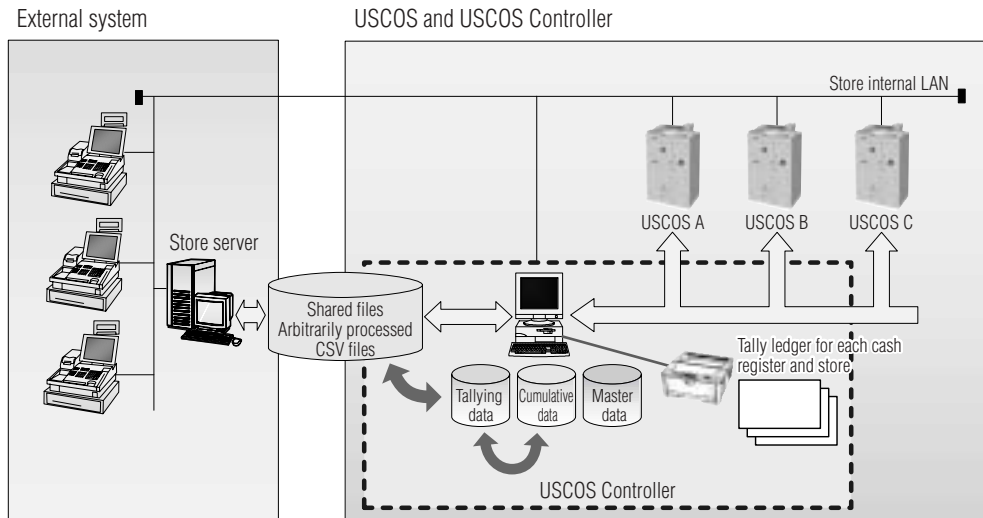 External system
USCOS and USCOS Controller
Store internal LAN
USCOS A
USCOS B
USCOS C
Store server
Shared files
Arbitrarily processed
CSV files
Tally ledger for each cash
register and store
Tallying
data
Cumulative
data
Master
data
USCOS Controller